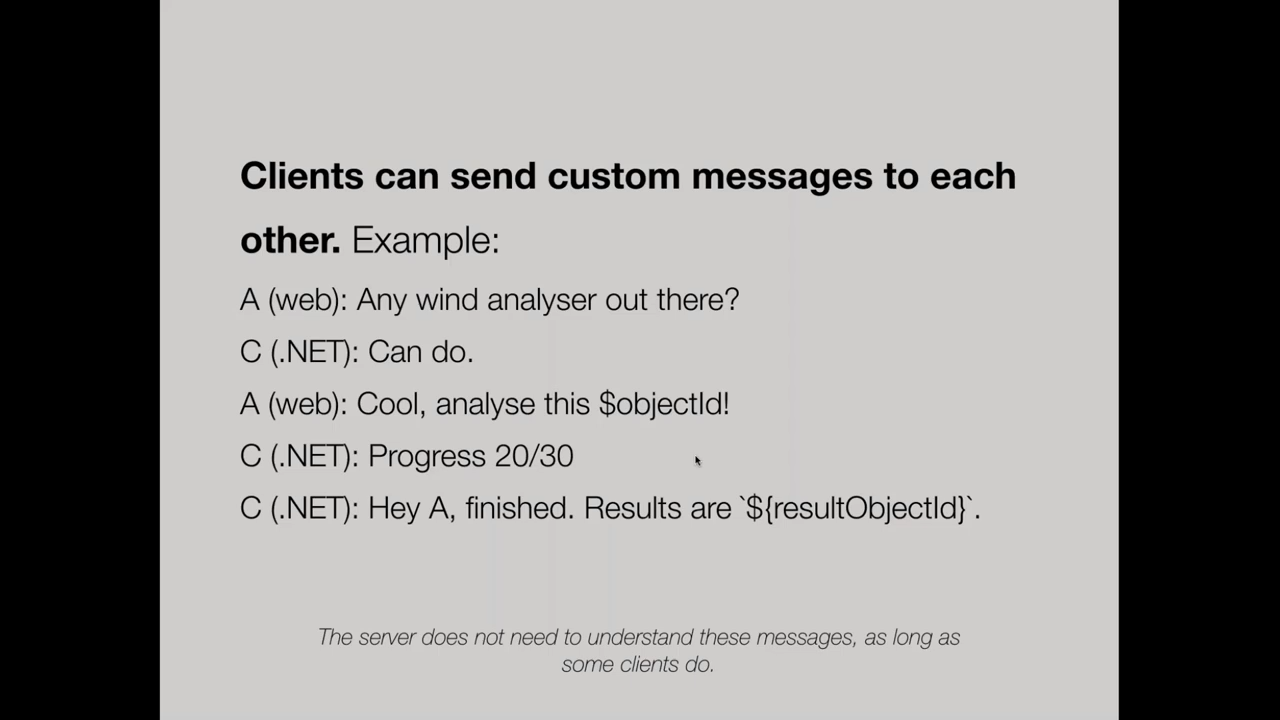 Clients can send custom messages to each
other. Example:
A (web): Any wind analyser out there?
C (.NET): Can do.
A (web): Cool, analyse this $objectId!
C (.NET): Progress 20/30
C (.NET): Hey A, finished. Results are `${resultObjectId}`.
The server does not need to understand these messages, as long as
some clients do.